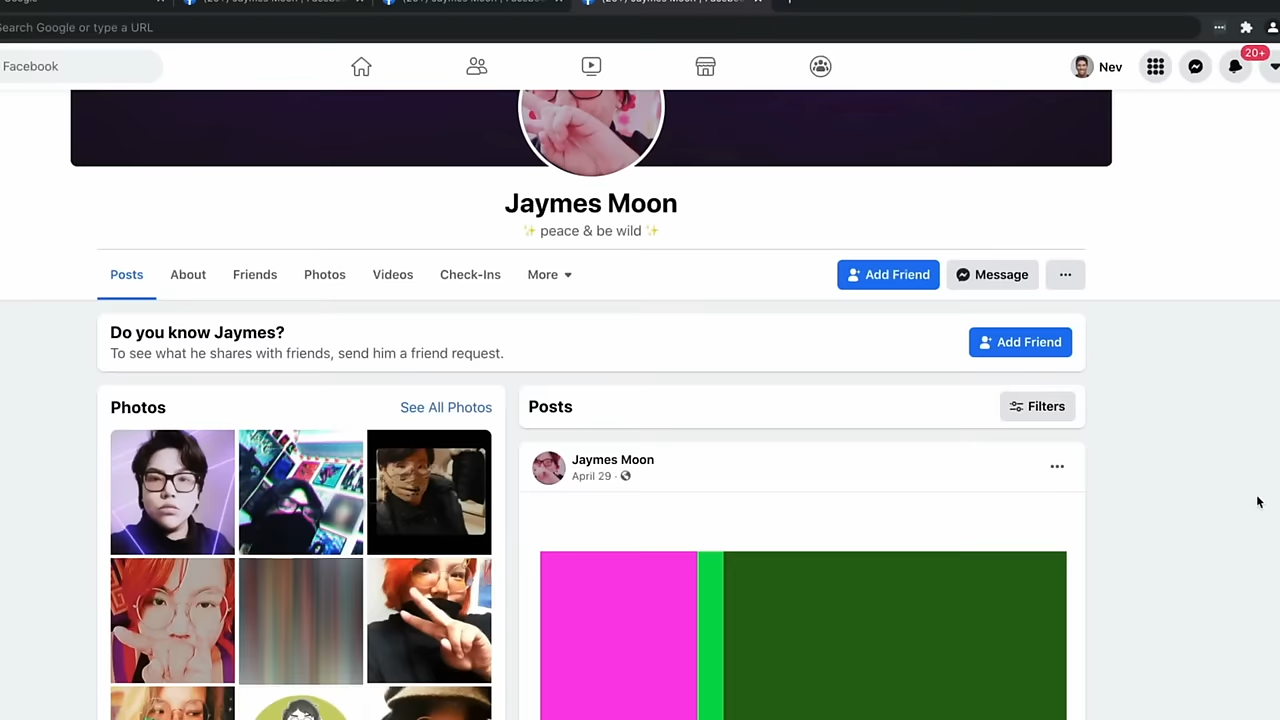 Search Google or type a URL
Facebook
Nev
20+
Jaymes Moon
✨ peace & be wild ✨
Posts
About
Friends
Photos
Videos
Check-Ins
More
Add Friend
Message
Do you know Jaymes?
To see what he shares with friends, send him a friend request.
Add Friend
Photos
See All Photos
Posts
Filters
Jaymes Moon
April 29 ·